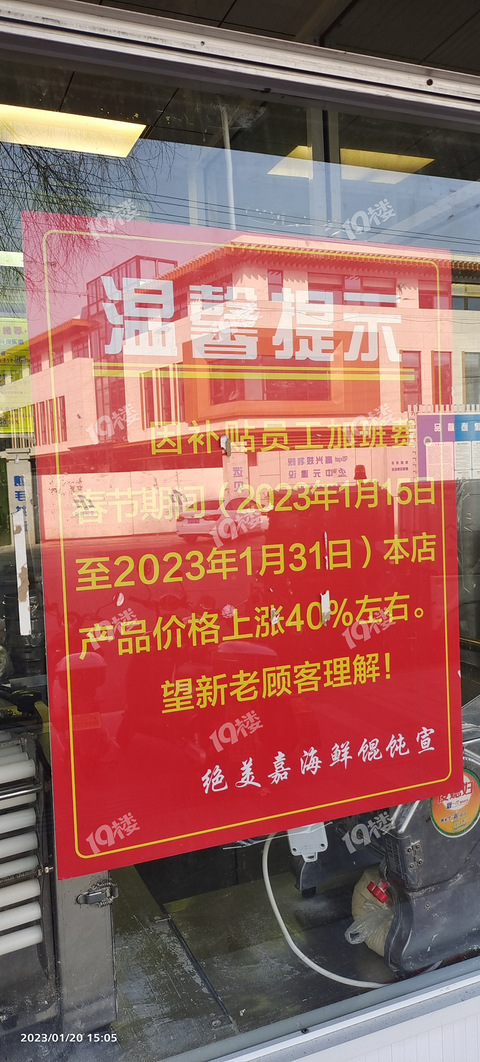 温馨提示
因补贴员工加班费
春节期间（2023年1月15日
至2023年1月31日）本店
产品价格上涨40%左右。
望新老顾客理解！
绝美嘉海鲜馄饨宣
19楼
2023/01/20 15:05